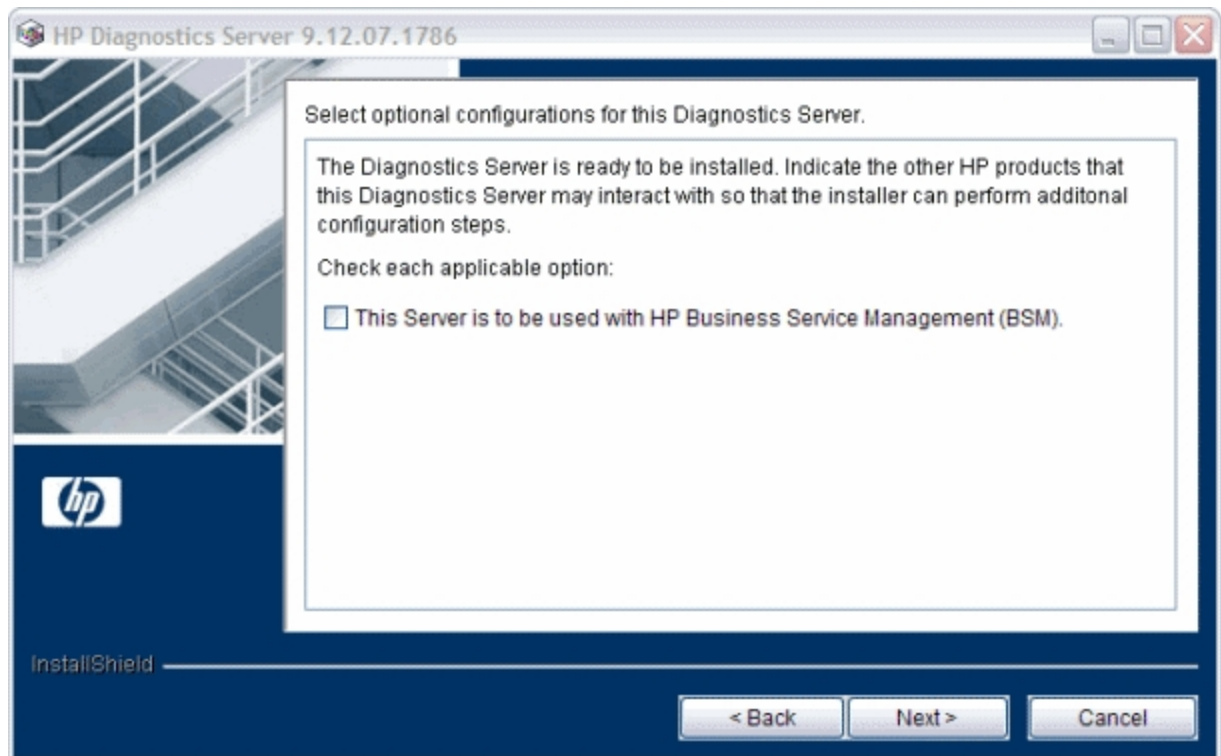 HP Diagnostics Server 9.12.07.1786
Select optional configurations for this Diagnostics Server.
The Diagnostics Server is ready to be installed. Indicate the other HP products that
this Diagnostics Server may interact with so that the installer can perform additonal
configuration steps.
Check each applicable option:
This Server is to be used with HP Business Service Management (BSM).
hp
InstallShield
< Back
Next >
Cancel